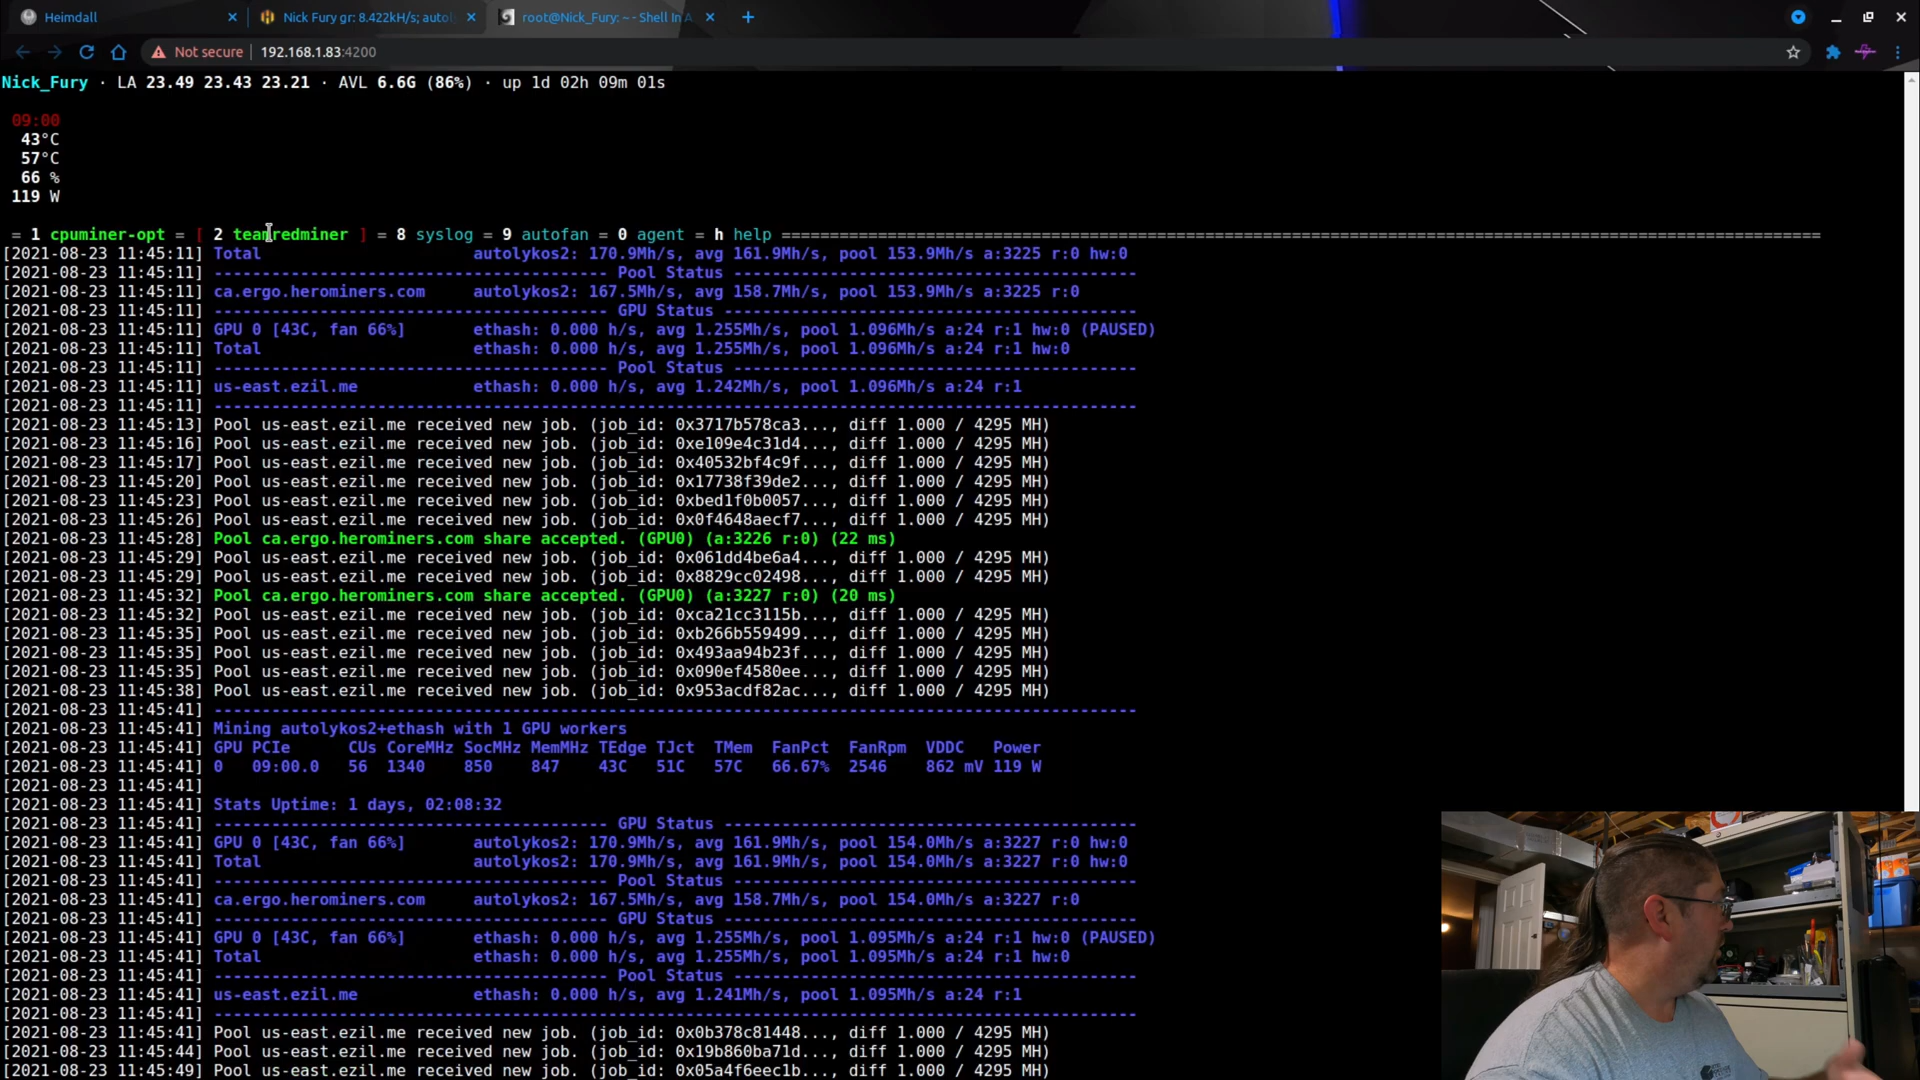 Heimdall
Nick Fury gr: 8.422kH/s; autol
root@Nick_Fury: ~ - Shell In A
Not secure
192.168.1.83:4200
Nick_Fury · LA 23.49 23.43 23.21 · AVL 6.6G (86%) · up 1d 02h 09m 01s
09:00
43°C
57°C
66 %
119 W
= 1 cpuminer-opt = [ 2 teamredminer ] = 8 syslog = 9 autofan = 0 agent = h help ============================================================================================================
[2021-08-23 11:45:11] Total autolykos2: 170.9Mh/s, avg 161.9Mh/s, pool 153.9Mh/s a:3225 r:0 hw:0
[2021-08-23 11:45:11] ----------------------------------------- Pool Status ------------------------------------------
[2021-08-23 11:45:11] ca.ergo.herominers.com autolykos2: 167.5Mh/s, avg 158.7Mh/s, pool 153.9Mh/s a:3225 r:0
[2021-08-23 11:45:11] ----------------------------------------- GPU Status -------------------------------------------
[2021-08-23 11:45:11] GPU 0 [43C, fan 66%] ethash: 0.000 h/s, avg 1.255Mh/s, pool 1.096Mh/s a:24 r:1 hw:0 (PAUSED)
[2021-08-23 11:45:11] Total ethash: 0.000 h/s, avg 1.255Mh/s, pool 1.096Mh/s a:24 r:1 hw:0
[2021-08-23 11:45:11] ----------------------------------------- Pool Status ------------------------------------------
[2021-08-23 11:45:11] us-east.ezil.me ethash: 0.000 h/s, avg 1.242Mh/s, pool 1.096Mh/s a:24 r:1
[2021-08-23 11:45:11] ------------------------------------------------------------------------------------------------
[2021-08-23 11:45:13] Pool us-east.ezil.me received new job. (job_id: 0x3717b578ca3..., diff 1.000 / 4295 MH)
[2021-08-23 11:45:16] Pool us-east.ezil.me received new job. (job_id: 0xe109e4c31d4..., diff 1.000 / 4295 MH)
[2021-08-23 11:45:17] Pool us-east.ezil.me received new job. (job_id: 0x40532bf4c9f..., diff 1.000 / 4295 MH)
[2021-08-23 11:45:20] Pool us-east.ezil.me received new job. (job_id: 0x17738f39de2..., diff 1.000 / 4295 MH)
[2021-08-23 11:45:23] Pool us-east.ezil.me received new job. (job_id: 0xbed1f0b0057..., diff 1.000 / 4295 MH)
[2021-08-23 11:45:26] Pool us-east.ezil.me received new job. (job_id: 0x0f4648aecf7..., diff 1.000 / 4295 MH)
[2021-08-23 11:45:28] Pool ca.ergo.herominers.com share accepted. (GPU0) (a:3226 r:0) (22 ms)
[2021-08-23 11:45:29] Pool us-east.ezil.me received new job. (job_id: 0x061dd4be6a4..., diff 1.000 / 4295 MH)
[2021-08-23 11:45:29] Pool us-east.ezil.me received new job. (job_id: 0x8829cc02498..., diff 1.000 / 4295 MH)
[2021-08-23 11:45:32] Pool ca.ergo.herominers.com share accepted. (GPU0) (a:3227 r:0) (20 ms)
[2021-08-23 11:45:32] Pool us-east.ezil.me received new job. (job_id: 0xca21cc3115b..., diff 1.000 / 4295 MH)
[2021-08-23 11:45:35] Pool us-east.ezil.me received new job. (job_id: 0xb266b559499..., diff 1.000 / 4295 MH)
[2021-08-23 11:45:35] Pool us-east.ezil.me received new job. (job_id: 0x493aa94b23f..., diff 1.000 / 4295 MH)
[2021-08-23 11:45:35] Pool us-east.ezil.me received new job. (job_id: 0x090ef4580ee..., diff 1.000 / 4295 MH)
[2021-08-23 11:45:38] Pool us-east.ezil.me received new job. (job_id: 0x953acdf82ac..., diff 1.000 / 4295 MH)
[2021-08-23 11:45:41] ------------------------------------------------------------------------------------------------
[2021-08-23 11:45:41] Mining autolykos2+ethash with 1 GPU workers
[2021-08-23 11:45:41] GPU PCIe CUs CoreMHz SocMHz MemMHz TEdge TJct TMem FanPct FanRpm VDDC Power
[2021-08-23 11:45:41] 0 09:00.0 56 1340 850 847 43C 51C 57C 66.67% 2546 862 mV 119 W
[2021-08-23 11:45:41]
[2021-08-23 11:45:41] Stats Uptime: 1 days, 02:08:32
[2021-08-23 11:45:41] ----------------------------------------- GPU Status -------------------------------------------
[2021-08-23 11:45:41] GPU 0 [43C, fan 66%] autolykos2: 170.9Mh/s, avg 161.9Mh/s, pool 154.0Mh/s a:3227 r:0 hw:0
[2021-08-23 11:45:41] Total autolykos2: 170.9Mh/s, avg 161.9Mh/s, pool 154.0Mh/s a:3227 r:0 hw:0
[2021-08-23 11:45:41] ----------------------------------------- Pool Status ------------------------------------------
[2021-08-23 11:45:41] ca.ergo.herominers.com autolykos2: 167.5Mh/s, avg 158.7Mh/s, pool 154.0Mh/s a:3227 r:0
[2021-08-23 11:45:41] ----------------------------------------- GPU Status -------------------------------------------
[2021-08-23 11:45:41] GPU 0 [43C, fan 66%] ethash: 0.000 h/s, avg 1.255Mh/s, pool 1.095Mh/s a:24 r:1 hw:0 (PAUSED)
[2021-08-23 11:45:41] Total ethash: 0.000 h/s, avg 1.255Mh/s, pool 1.095Mh/s a:24 r:1 hw:0
[2021-08-23 11:45:41] ----------------------------------------- Pool Status ------------------------------------------
[2021-08-23 11:45:41] us-east.ezil.me ethash: 0.000 h/s, avg 1.241Mh/s, pool 1.095Mh/s a:24 r:1
[2021-08-23 11:45:41] ------------------------------------------------------------------------------------------------
[2021-08-23 11:45:41] Pool us-east.ezil.me received new job. (job_id: 0x0b378c81448..., diff 1.000 / 4295 MH)
[2021-08-23 11:45:44] Pool us-east.ezil.me received new job. (job_id: 0x19b860ba71d..., diff 1.000 / 4295 MH)
[2021-08-23 11:45:49] Pool us-east.ezil.me received new job. (job_id: 0x05a4f6eec1b..., diff 1.000 / 4295 MH)